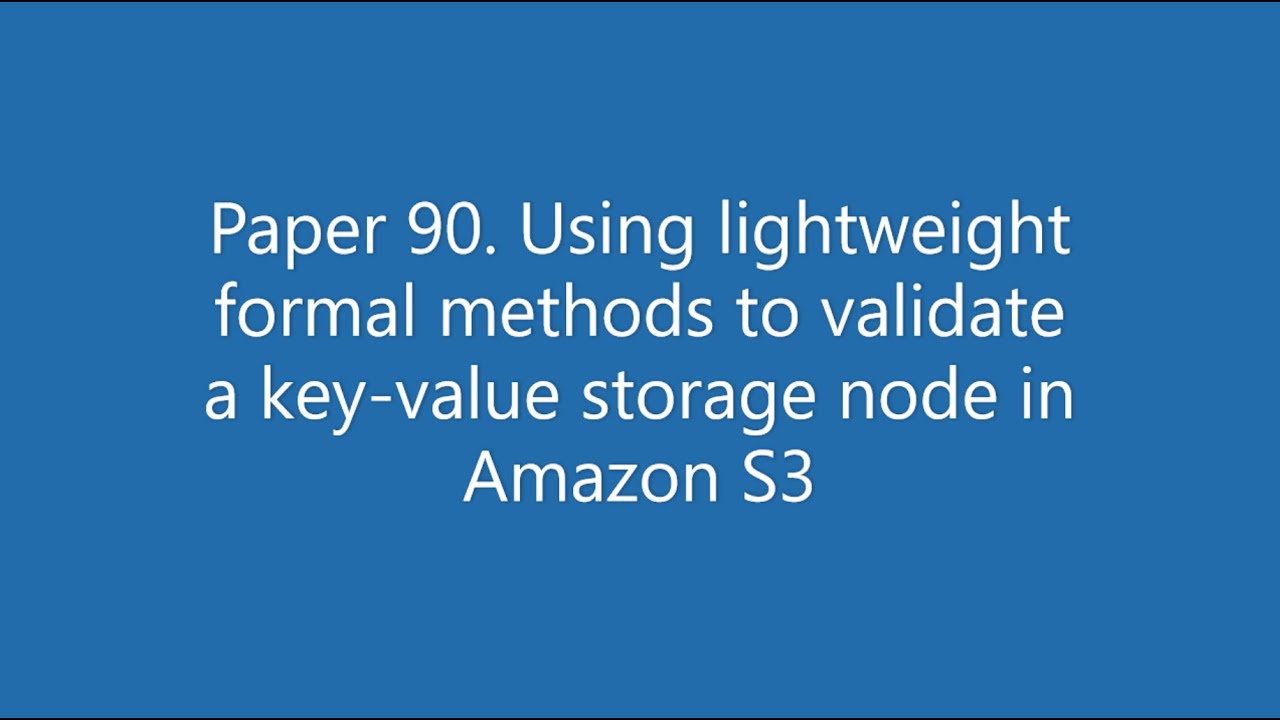 Paper 90. Using lightweight
formal methods to validate
a key-value storage node in
Amazon S3